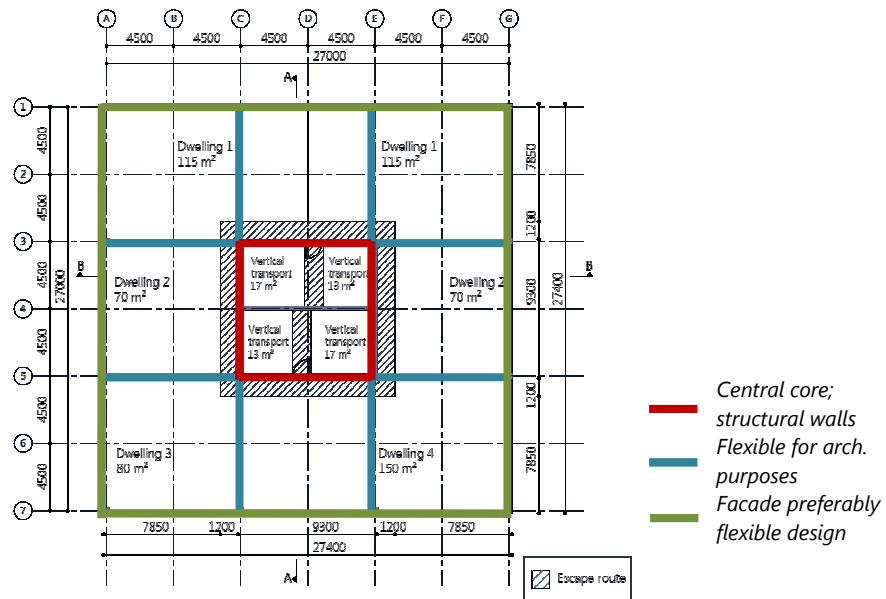 A B C D E F G
4500 4500 4500 4500 4500 4500
27000
A
1
4500
2
4500
3
4500
4
4500
5
4500
6
4500
7
27000
B
Dwelling 1
115 m²
Dwelling 1
115 m²
Dwelling 2
70 m²
Vertical
transport
17 m²
Vertical
transport
13 m²
Dwelling 2
70 m²
Vertical
transport
13 m²
Vertical
transport
17 m²
Dwelling 3
80 m²
Dwelling 4
150 m²
7850
1200
9300
1200
7850
27400
B
7850 1200 9300 1200 7850
27400
A
Central core;
structural walls
Flexible for arch.
purposes
Facade preferably
flexible design
Escape route